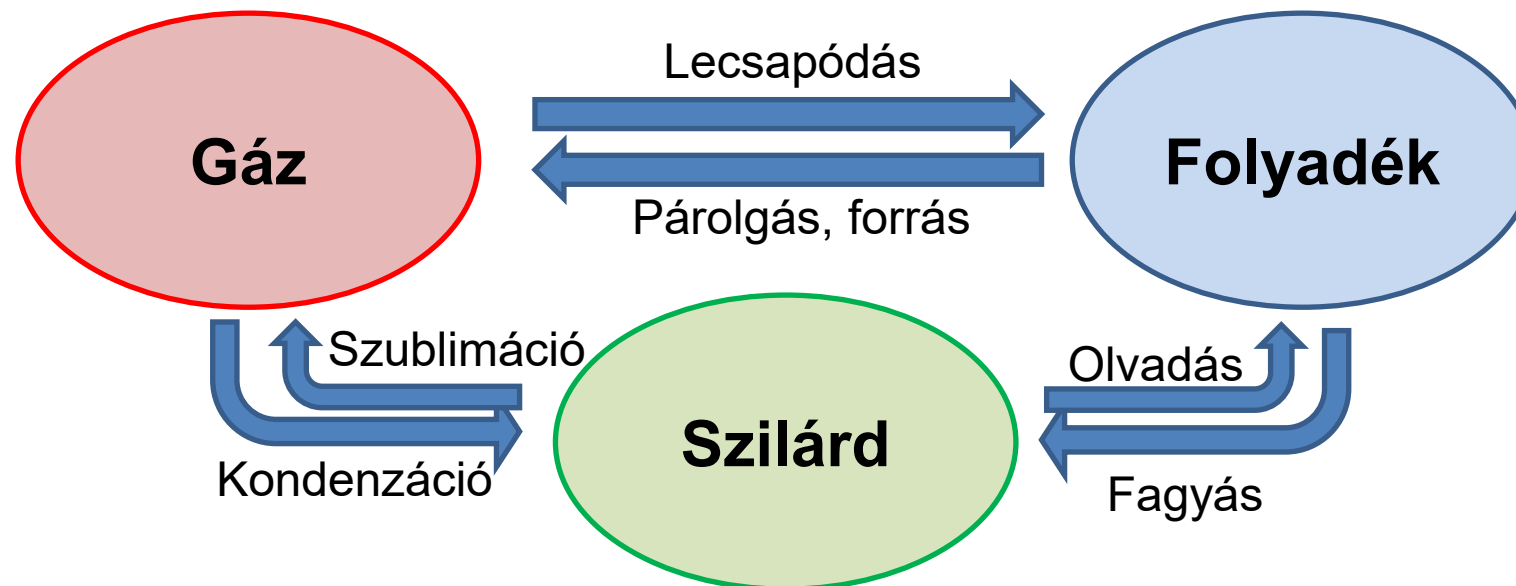 Lecsapódás
Gáz
Folyadék
Párolgás, forrás
Szublimáció
Olvadás
Szilárd
Kondenzáció
Fagyás